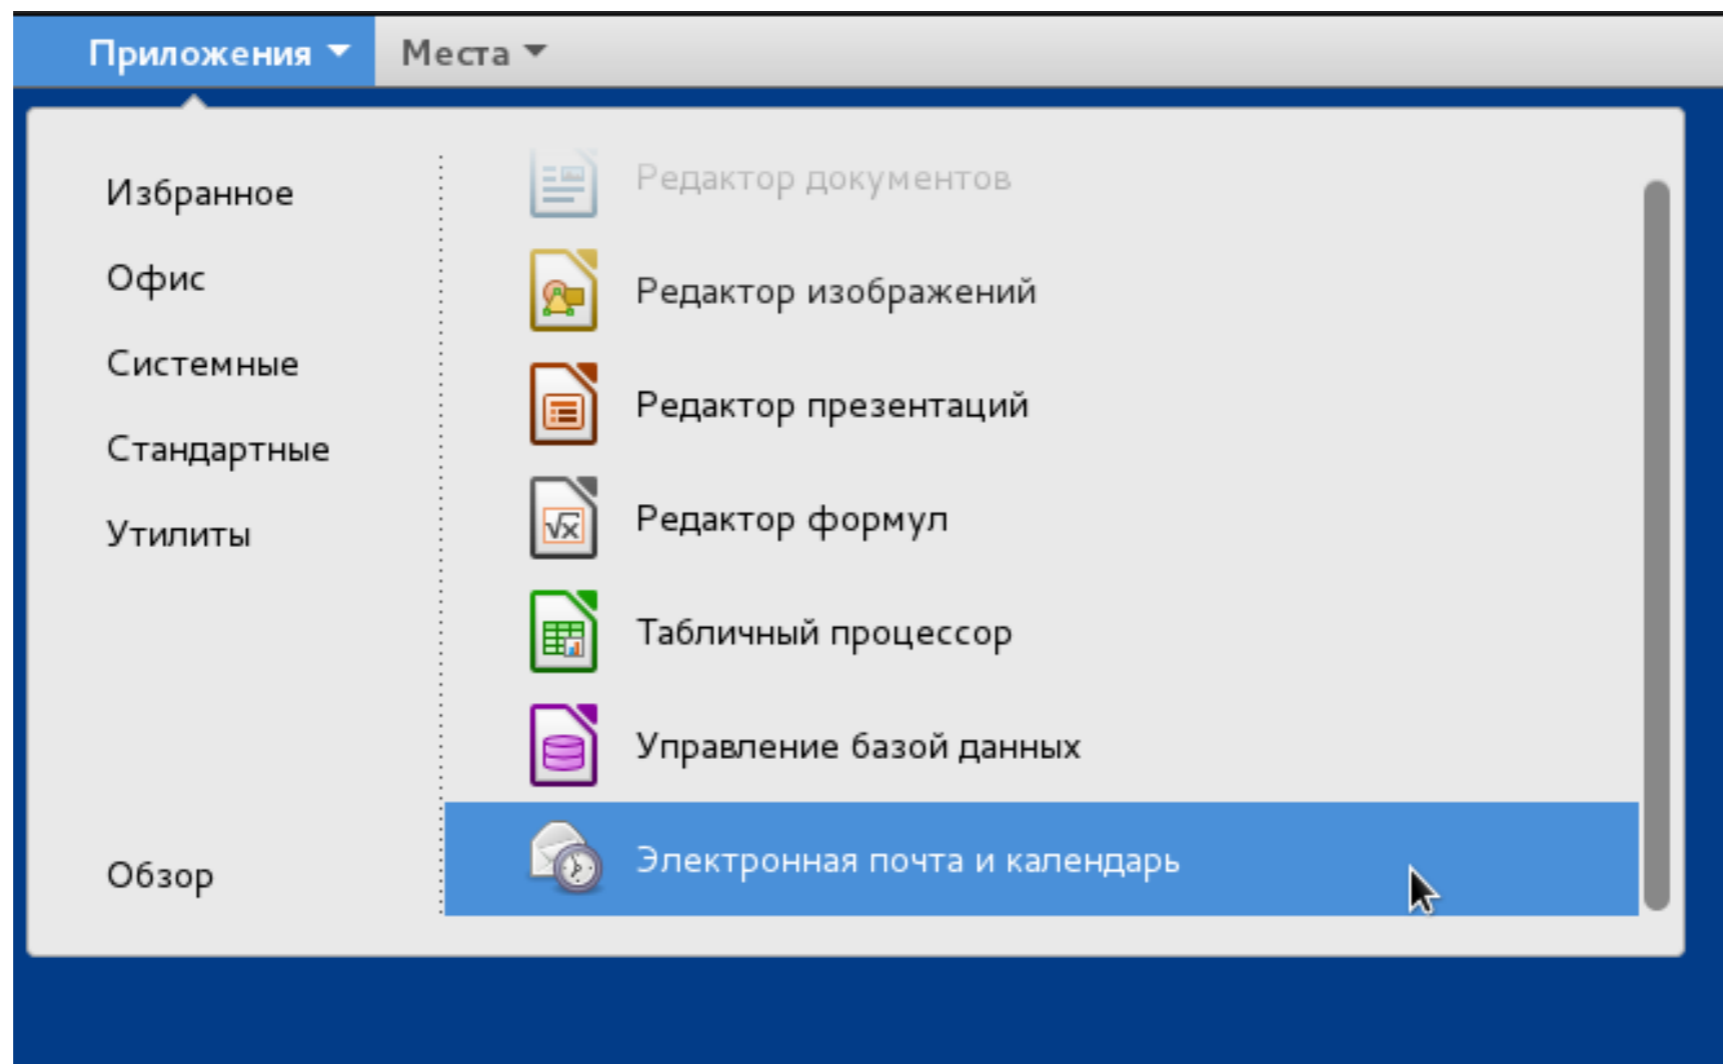 Приложения Места
Избранное
Офис
Системные
Стандартные
Утилиты
Обзор
Редактор документов
Редактор изображений
Редактор презентаций
Редактор формул
Табличный процессор
Управление базой данных
Электронная почта и календарь